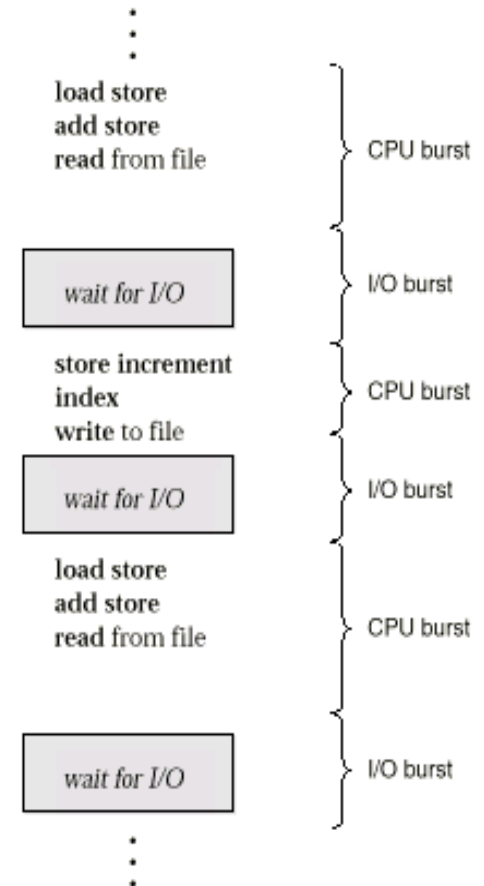 load store
add store
read from file
CPU burst
wait for I/O
I/O burst
store increment
index
write to file
CPU burst
wait for I/O
I/O burst
load store
add store
read from file
CPU burst
wait for I/O
I/O burst